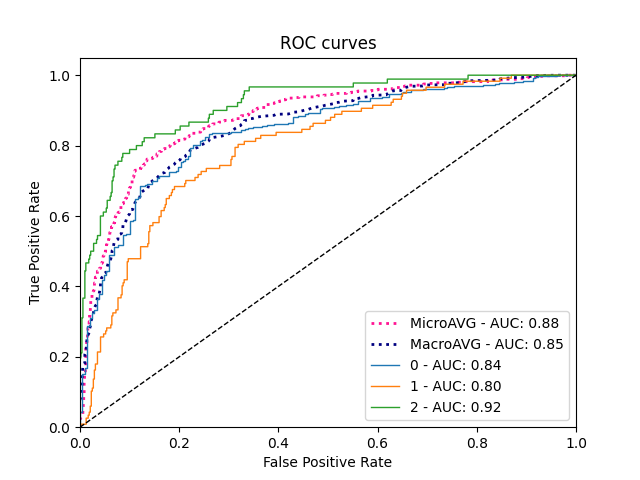 ROC curves
True Positive Rate
1.0
0.8
0.6
0.4
0.2
0.0
MicroAVG - AUC: 0.88
MacroAVG - AUC: 0.85
0 - AUC: 0.84
1 - AUC: 0.80
2 - AUC: 0.92
0.0 0.2 0.4 0.6 0.8 1.0
False Positive Rate